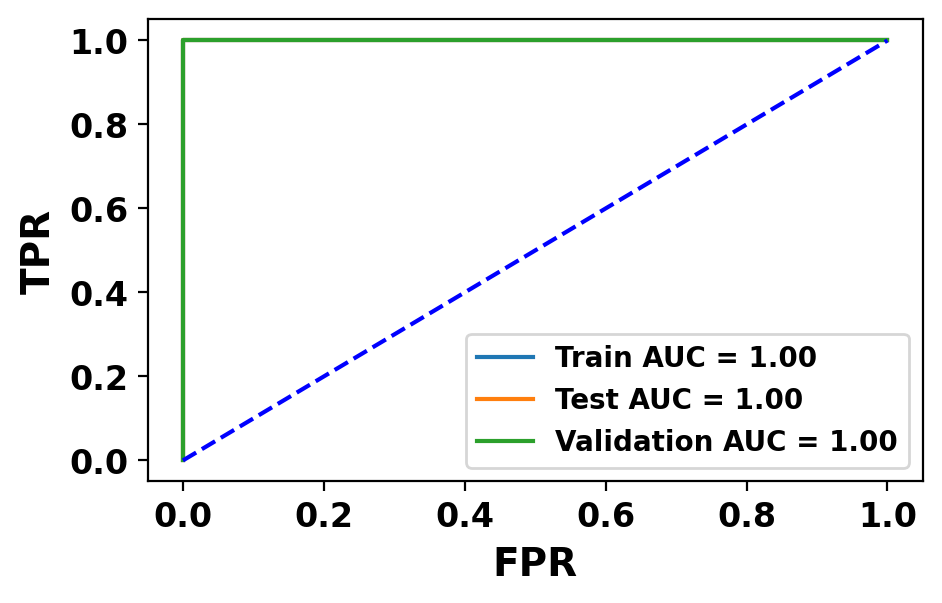 1.0
0.8
0.6
0.4
0.2
0.0
TPR
Train AUC = 1.00
Test AUC = 1.00
Validation AUC = 1.00
0.0 0.2 0.4 0.6 0.8 1.0
FPR